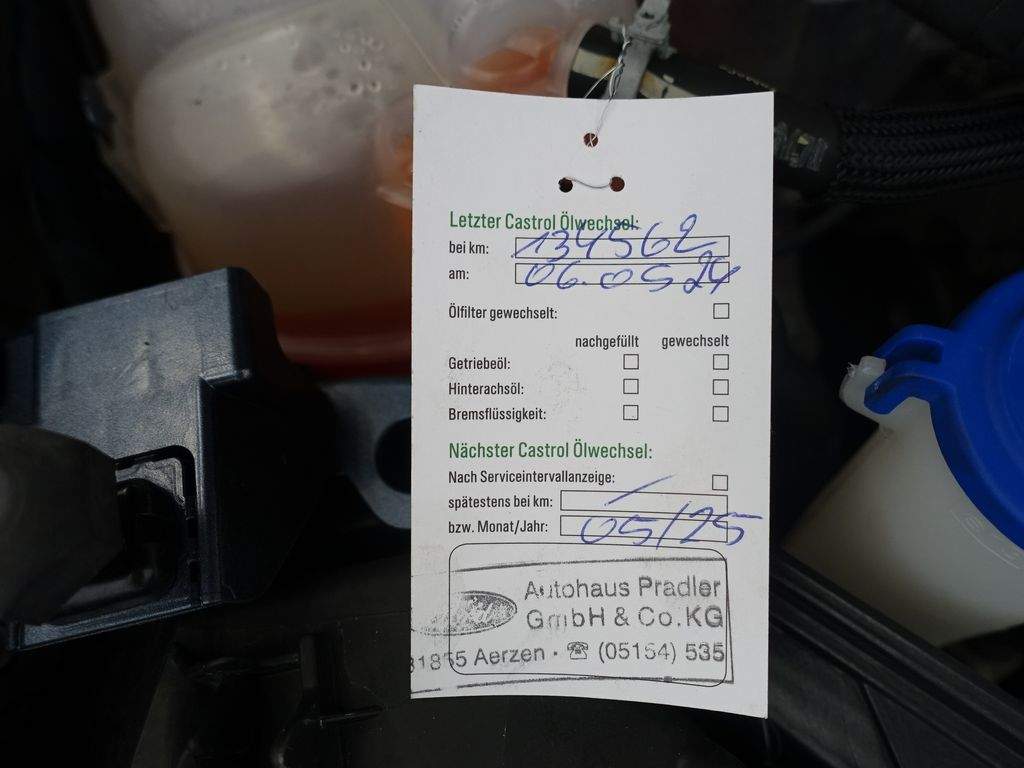 Letzter Castrol Ölwechsel:
bei km: 134562
am: 06.05.24
Ölfilter gewechselt:
nachgefüllt gewechselt
Getriebeöl:
Hinterachsöl:
Bremsflüssigkeit:
Nächster Castrol Ölwechsel:
Nach Serviceintervallanzeige:
spätestens bei km: —
bzw. Monat/Jahr: 05/25
Autohaus Pradler
GmbH & Co. KG
31855 Aerzen · ☎ (05154) 535